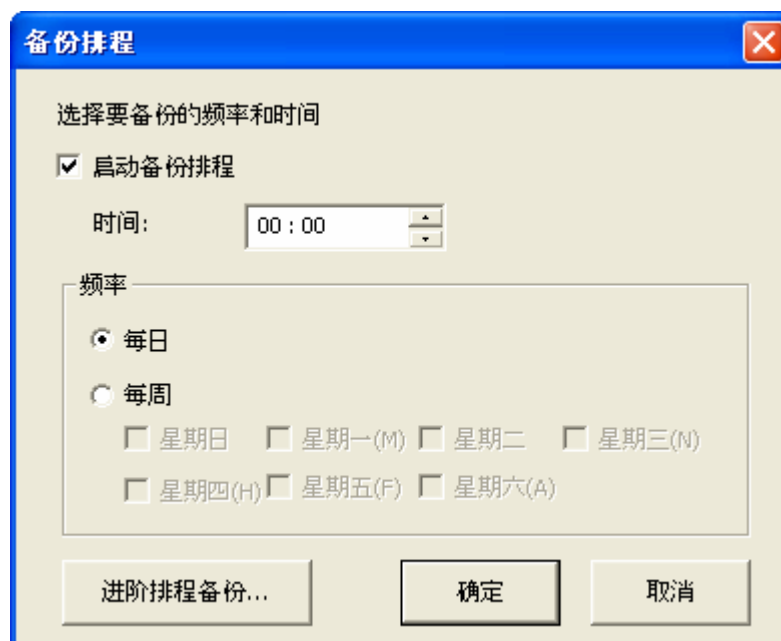 备份排程
选择要备份的频率和时间
启动备份排程
时间: 00 : 00
频率
每日
每周
星期日 星期一(M) 星期二 星期三(N)
星期四(H) 星期五(F) 星期六(A)
进阶排程备份... 确定 取消